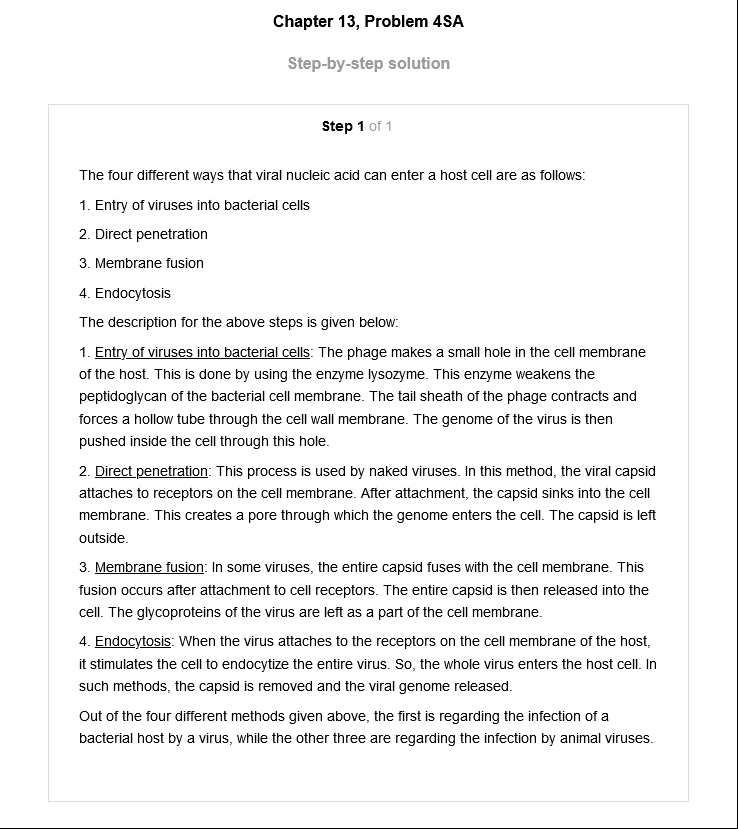 Chapter 13, Problem 4SA
Step-by-step solution
Step 1 of 1
The four different ways that viral nucleic acid can enter a host cell are as follows:
1. Entry of viruses into bacterial cells
2. Direct penetration
3. Membrane fusion
4. Endocytosis
The description for the above steps is given below:
1. Entry of viruses into bacterial cells: The phage makes a small hole in the cell membrane
of the host. This is done by using the enzyme lysozyme. This enzyme weakens the
peptidoglycan of the bacterial cell membrane. The tail sheath of the phage contracts and
forces a hollow tube through the cell wall membrane. The genome of the virus is then
pushed inside the cell through this hole.
2. Direct penetration: This process is used by naked viruses. In this method, the viral capsid
attaches to receptors on the cell membrane. After attachment, the capsid sinks into the cell
membrane. This creates a pore through which the genome enters the cell. The capsid is left
outside.
3. Membrane fusion: In some viruses, the entire capsid fuses with the cell membrane. This
fusion occurs after attachment to cell receptors. The entire capsid is then released into the
cell. The glycoproteins of the virus are left as a part of the cell membrane.
4. Endocytosis: When the virus attaches to the receptors on the cell membrane of the host,
it stimulates the cell to endocytize the entire virus. So, the whole virus enters the host cell. In
such methods, the capsid is removed and the viral genome released.
Out of the four different methods given above, the first is regarding the infection of a
bacterial host by a virus, while the other three are regarding the infection by animal viruses.